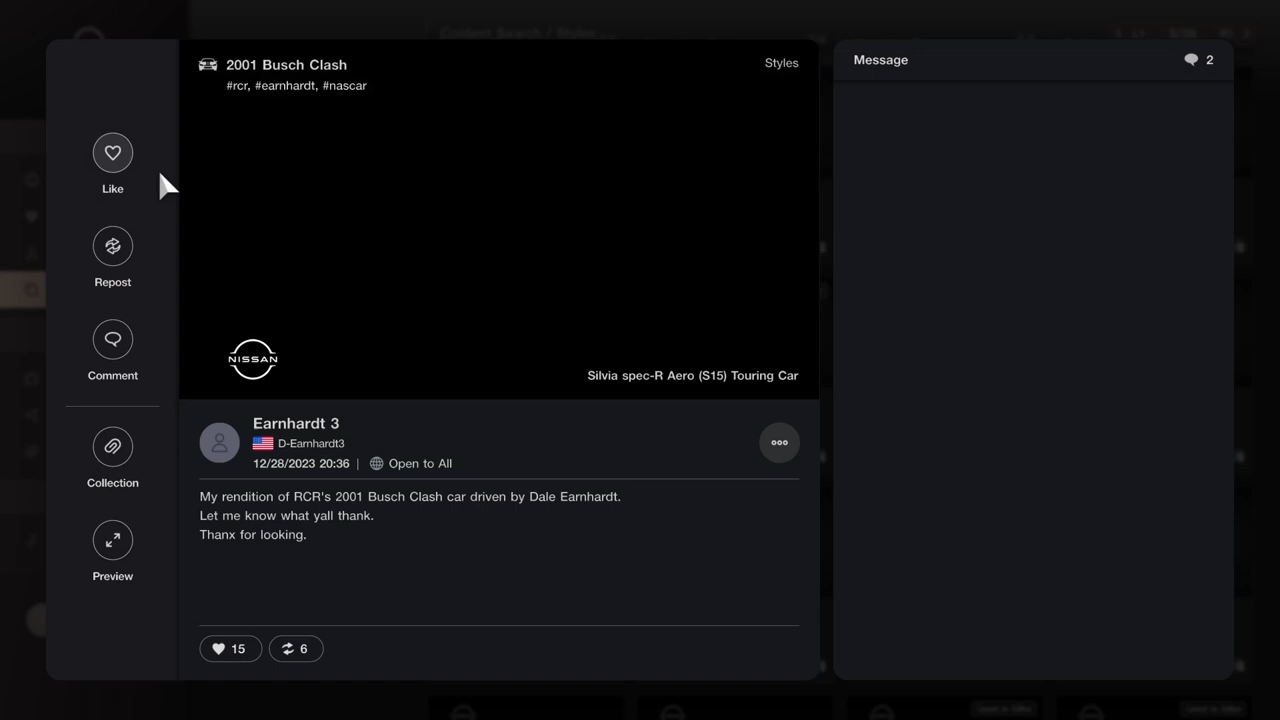 2001 Busch Clash
Styles
#rcr, #earnhardt, #nascar
Like
Repost
Comment
Collection
Preview
NISSAN
Silvia spec-R Aero (S15) Touring Car
Earnhardt 3
D-Earnhardt3
12/28/2023 20:36 | Open to All
My rendition of RCR's 2001 Busch Clash car driven by Dale Earnhardt.
Let me know what yall thank.
Thanx for looking.
15
6
Message
2